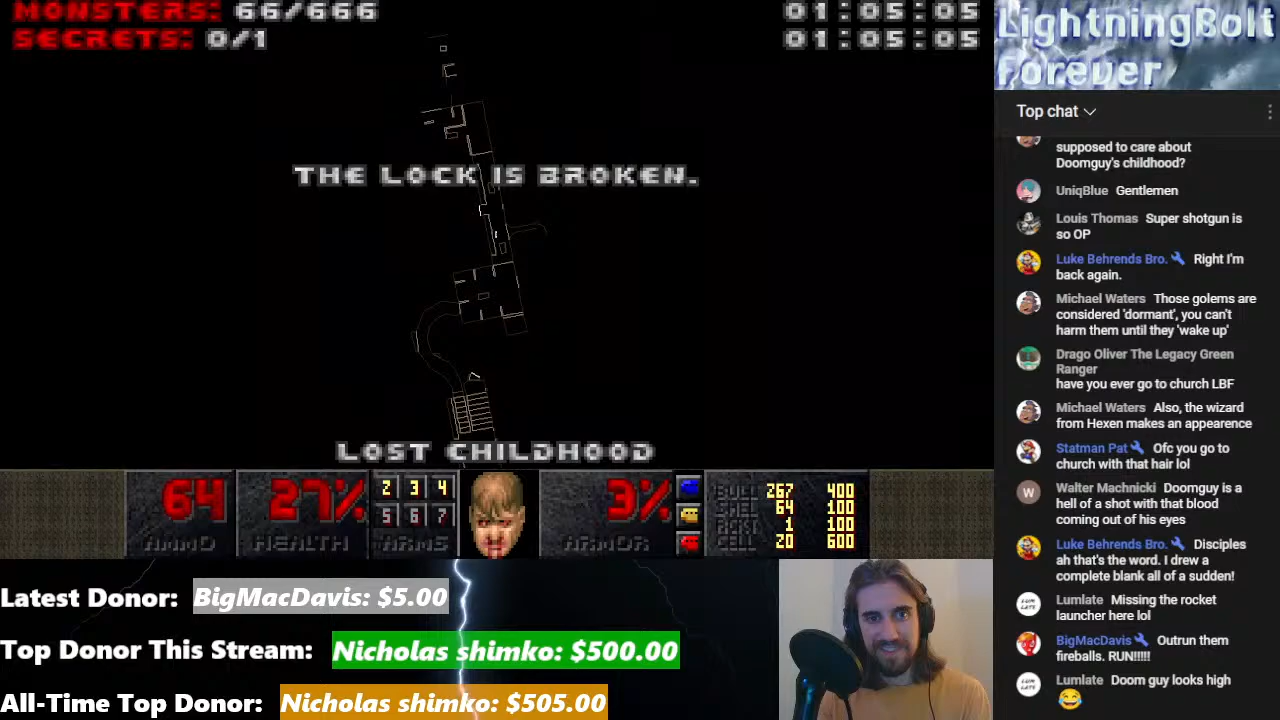 MONSTERS: 66/666
SECRETS: 0/1
01:05:05
01:05:05
THE LOCK IS BROKEN.
LOST CHILDHOOD
64
AMMO
27%
HEALTH
2 3 4
5 6 7
ARMS
3%
ARMOR
BULL 267 400
SHEL 64 100
RCKT 1 100
CELL 20 600
Latest Donor: BigMacDavis: $5.00
Top Donor This Stream: Nicholas shimko: $500.00
All-Time Top Donor: Nicholas shimko: $505.00
LightningBolt
forever
Top chat
supposed to care about
Doomguy's childhood?
UniqBlue Gentlemen
Louis Thomas Super shotgun is
so OP
Luke Behrends Bro. Right I'm
back again.
Michael Waters Those golems are
considered 'dormant', you can't
harm them until they 'wake up'
Drago Oliver The Legacy Green
Ranger
have you ever go to church LBF
Michael Waters Also, the wizard
from Hexen makes an appearence
Statman Pat Ofc you go to
church with that hair lol
W
Walter Machnicki Doomguy is a
hell of a shot with that blood
coming out of his eyes
Luke Behrends Bro. Disciples
ah that's the word. I drew a
complete blank all of a sudden!
LUM
LATE
Lumlate Missing the rocket
launcher here lol
BigMacDavis Outrun them
fireballs. RUN!!!!!
LUM
LATE
Lumlate Doom guy looks high
😂